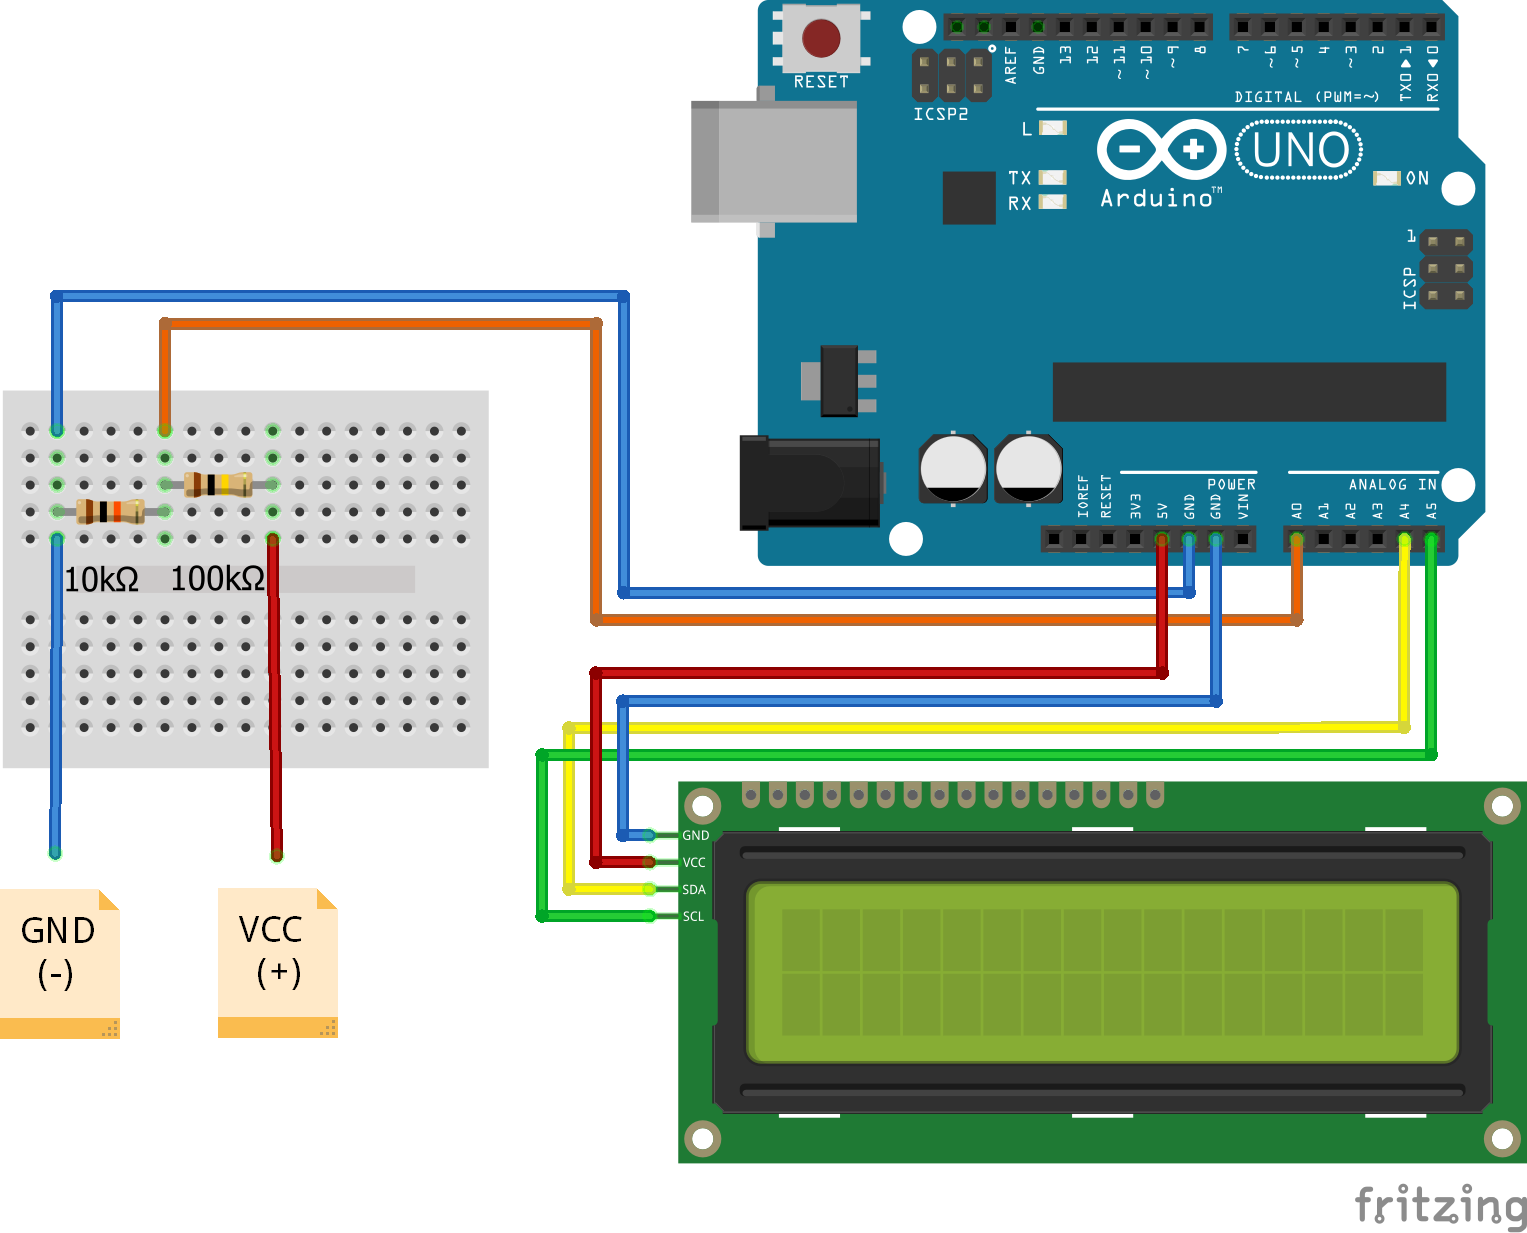 RESET
ICSP2
AREF
GND
13
12
~11
~10
~9
8
7
~6
~5
4
~3
2
TX0 ▶ 1
RX0 ◀ 0
DIGITAL (PWM=~)
L
TX
RX
UNO
Arduino™
ON
1
ICSP
IOREF
RESET
3V3
5V
GND
GND
VIN
POWER
ANALOG IN
A0
A1
A2
A3
A4
A5
10kΩ
100kΩ
GND
VCC
SDA
SCL
GND
(-)
VCC
(+)
fritzing